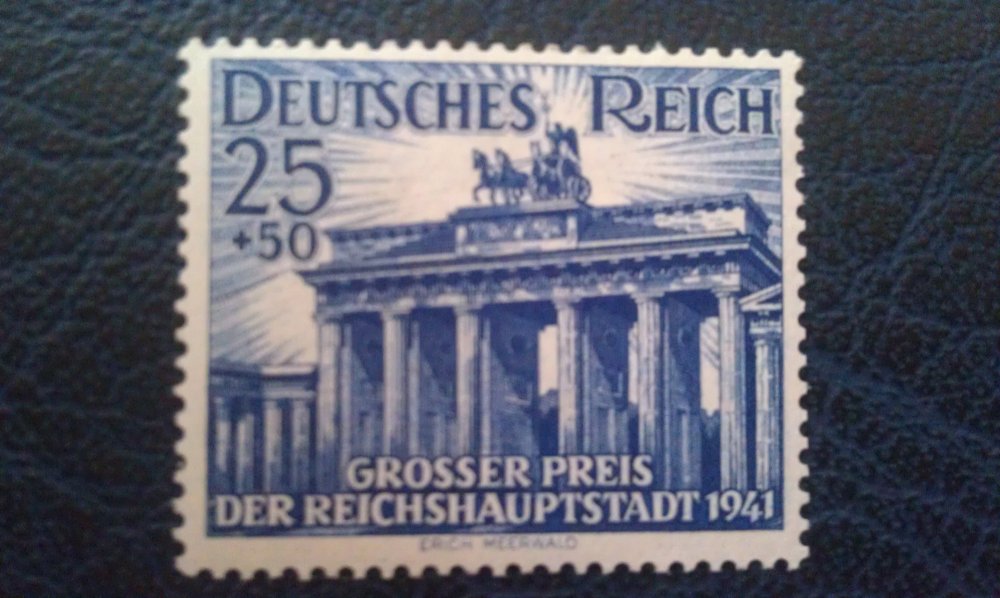 DEUTSCHES REICH
25
+50
GROSSER PREIS
DER REICHSHAUPTSTADT 1941
ERICH MEERWALD